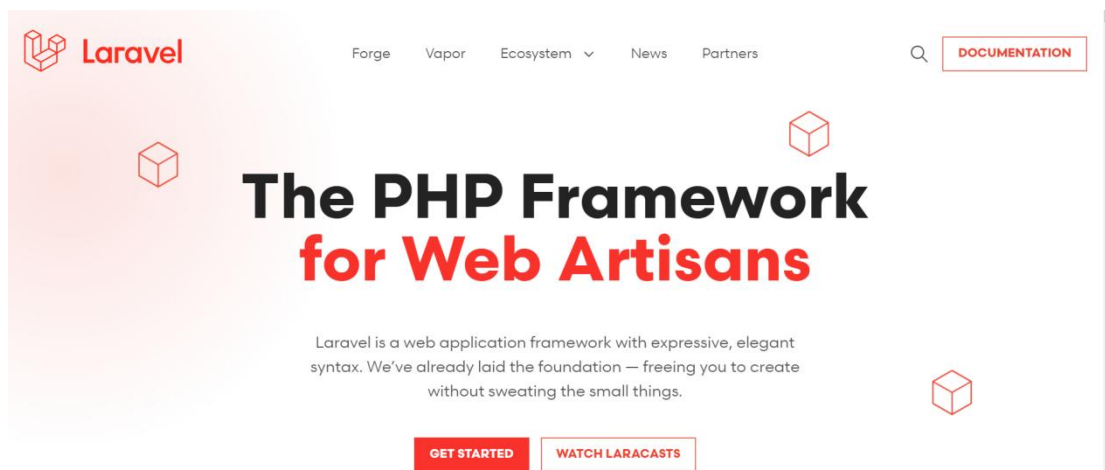 Laravel
Forge Vapor Ecosystem News Partners
DOCUMENTATION
The PHP Framework
for Web Artisans
Laravel is a web application framework with expressive, elegant
syntax. We've already laid the foundation — freeing you to create
without sweating the small things.
GET STARTED WATCH LARACASTS